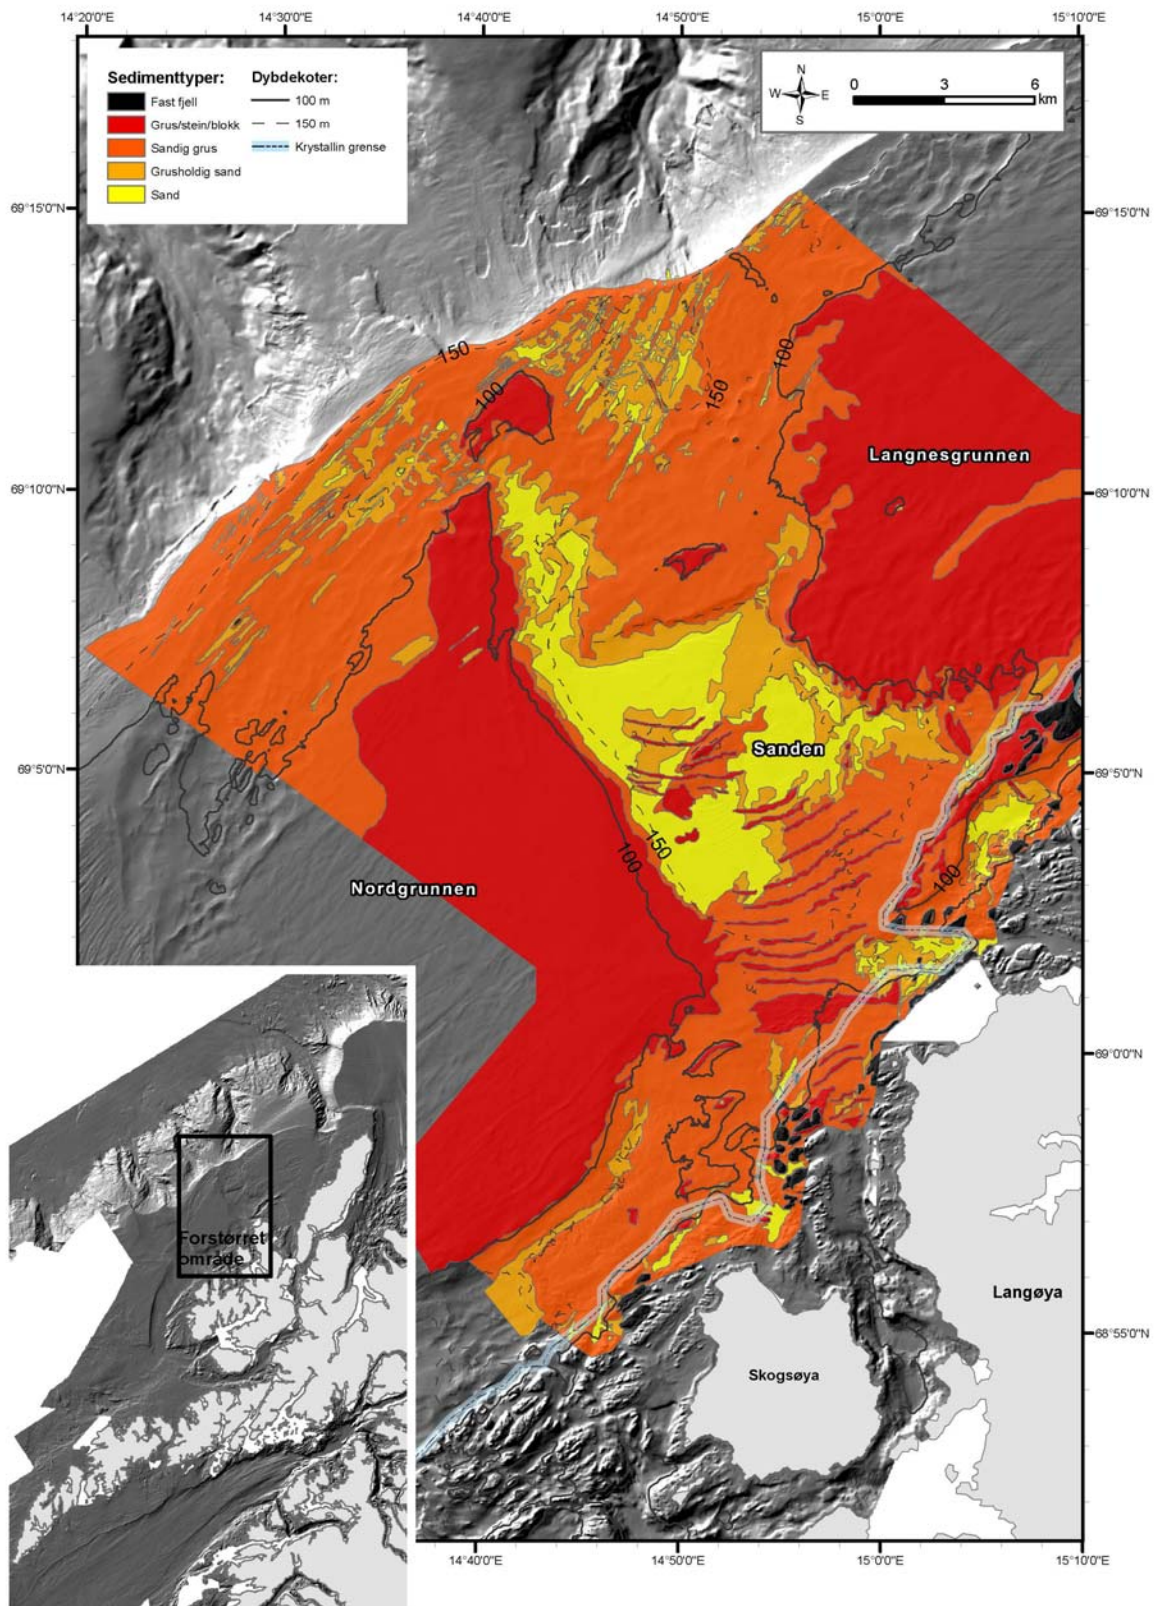 14°20'0"E 14°30'0"E 14°40'0"E 14°50'0"E 15°0'0"E 15°10'0"E
Sedimenttyper: Dybdekoter:
Fast fjell 100 m
Grus/stein/blokk 150 m
Sandig grus Krystallin grense
Grusholdig sand
Sand
N
W E
S
0 3 6
km
69°15'0"N 69°15'0"N
150
100
100
150
Langnesgrunnen
69°10'0"N 69°10'0"N
Sanden
69°5'0"N 69°5'0"N
150
100
100
Nordgrunnen
69°0'0"N
Forstørret
område
Langøya
68°55'0"N
Skogsøya
14°40'0"E 14°50'0"E 15°0'0"E 15°10'0"E